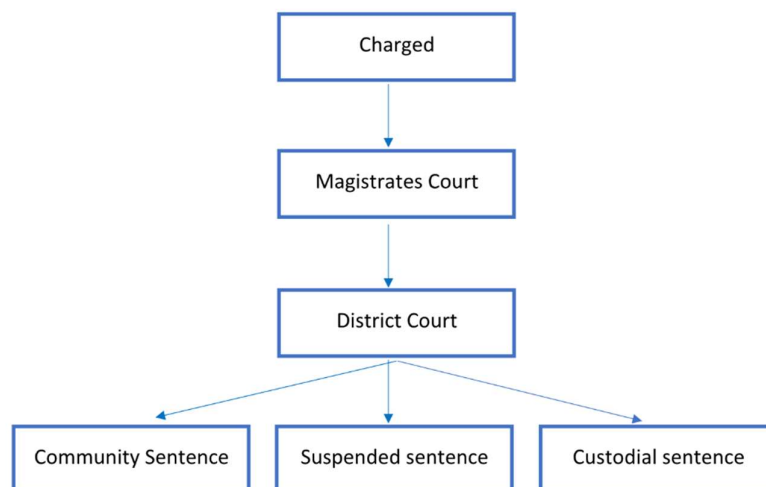 Charged
Magistrates Court
District Court
Community Sentence
Suspended sentence
Custodial sentence